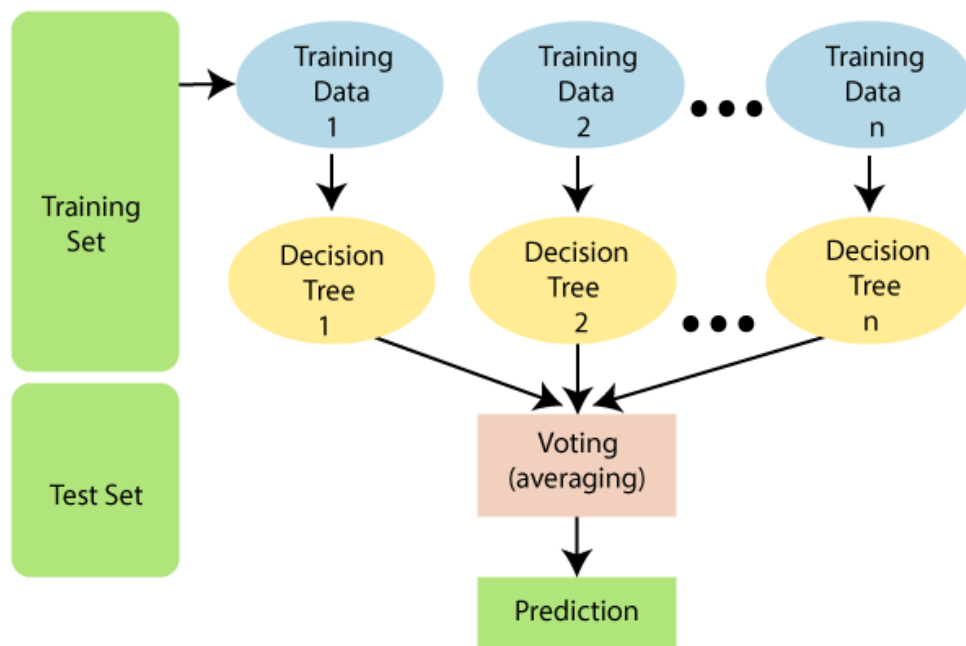 Training
Set
Test Set
Training
Data
1
Training
Data
2
Training
Data
n
Decision
Tree
1
Decision
Tree
2
Decision
Tree
n
Voting
(averaging)
Prediction